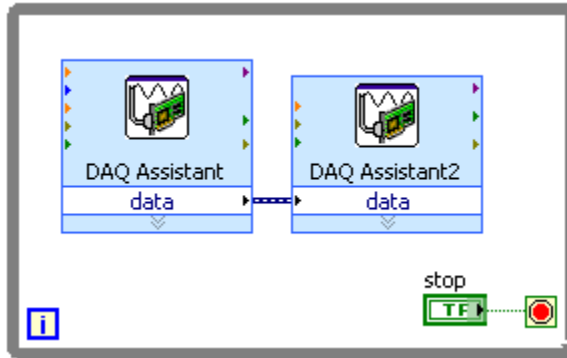 DAQ Assistant
data
DAQ Assistant2
data
stop
TF
i